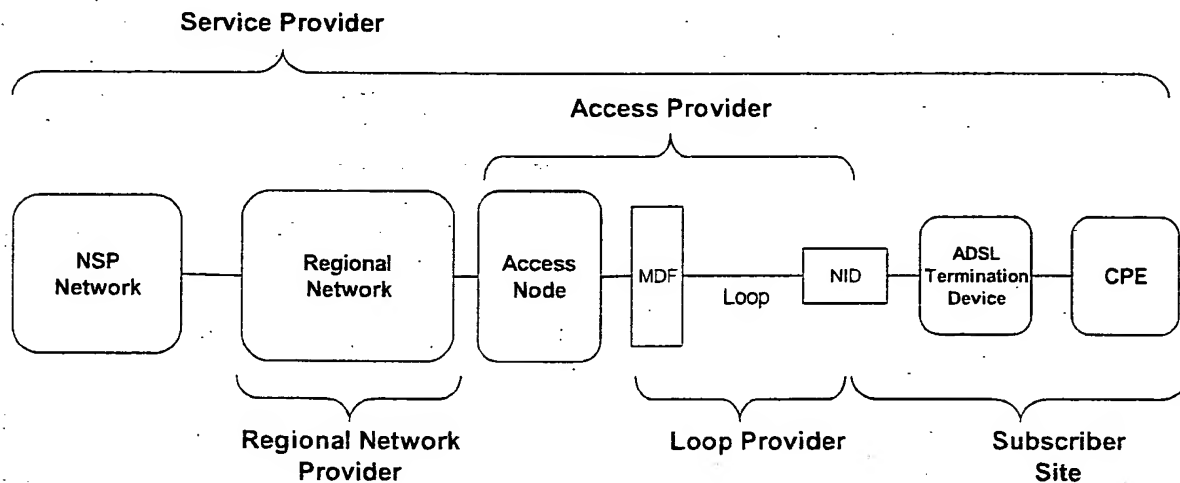 Service Provider
Access Provider
NSP
Network
Regional
Network
Access
Node
MDF
Loop
NID
ADSL
Termination
Device
CPE
Regional Network
Provider
Loop Provider
Subscriber
Site